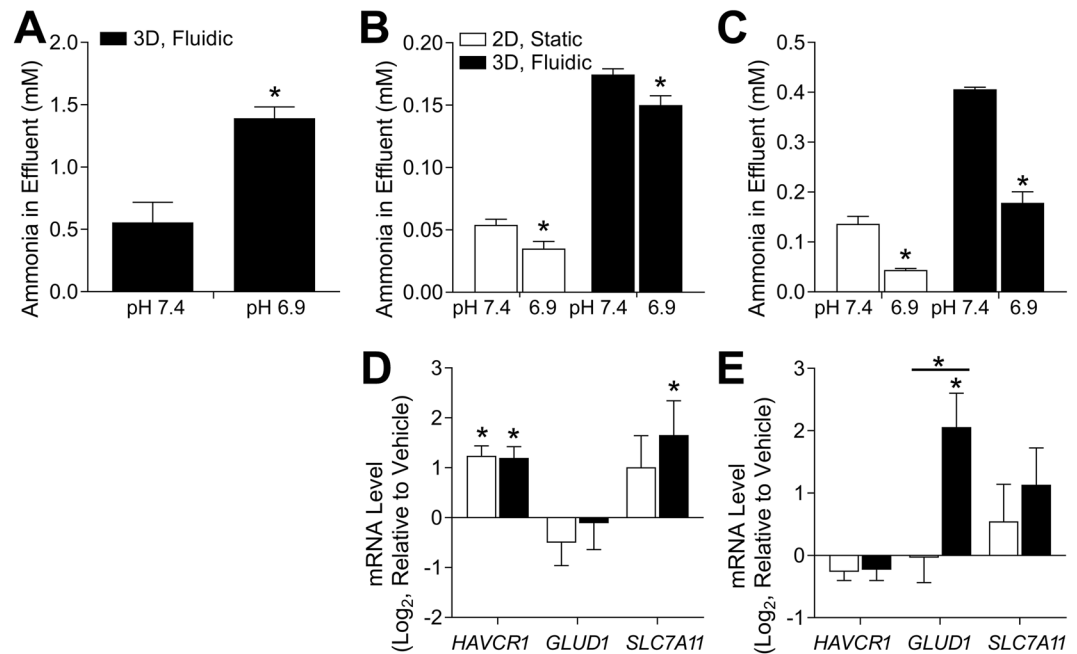 A
3D, Fluidic
Ammonia in Effluent (mM)
2.0
1.5
1.0
0.5
0.0
*
pH 7.4
pH 6.9
B
2D, Static
3D, Fluidic
Ammonia in Effluent (mM)
0.20
0.15
0.10
0.05
0.00
*
*
pH 7.4
6.9
pH 7.4
6.9
C
Ammonia in Effluent (mM)
0.5
0.4
0.3
0.2
0.1
0.0
*
*
pH 7.4
6.9
pH 7.4
6.9
D
mRNA Level
(Log2, Relative to Vehicle)
3
2
1
0
-1
-2
*
*
*
HAVCR1
GLUD1
SLC7A11
E
mRNA Level
(Log2, Relative to Vehicle)
3
2
1
0
-1
*
*
HAVCR1
GLUD1
SLC7A11